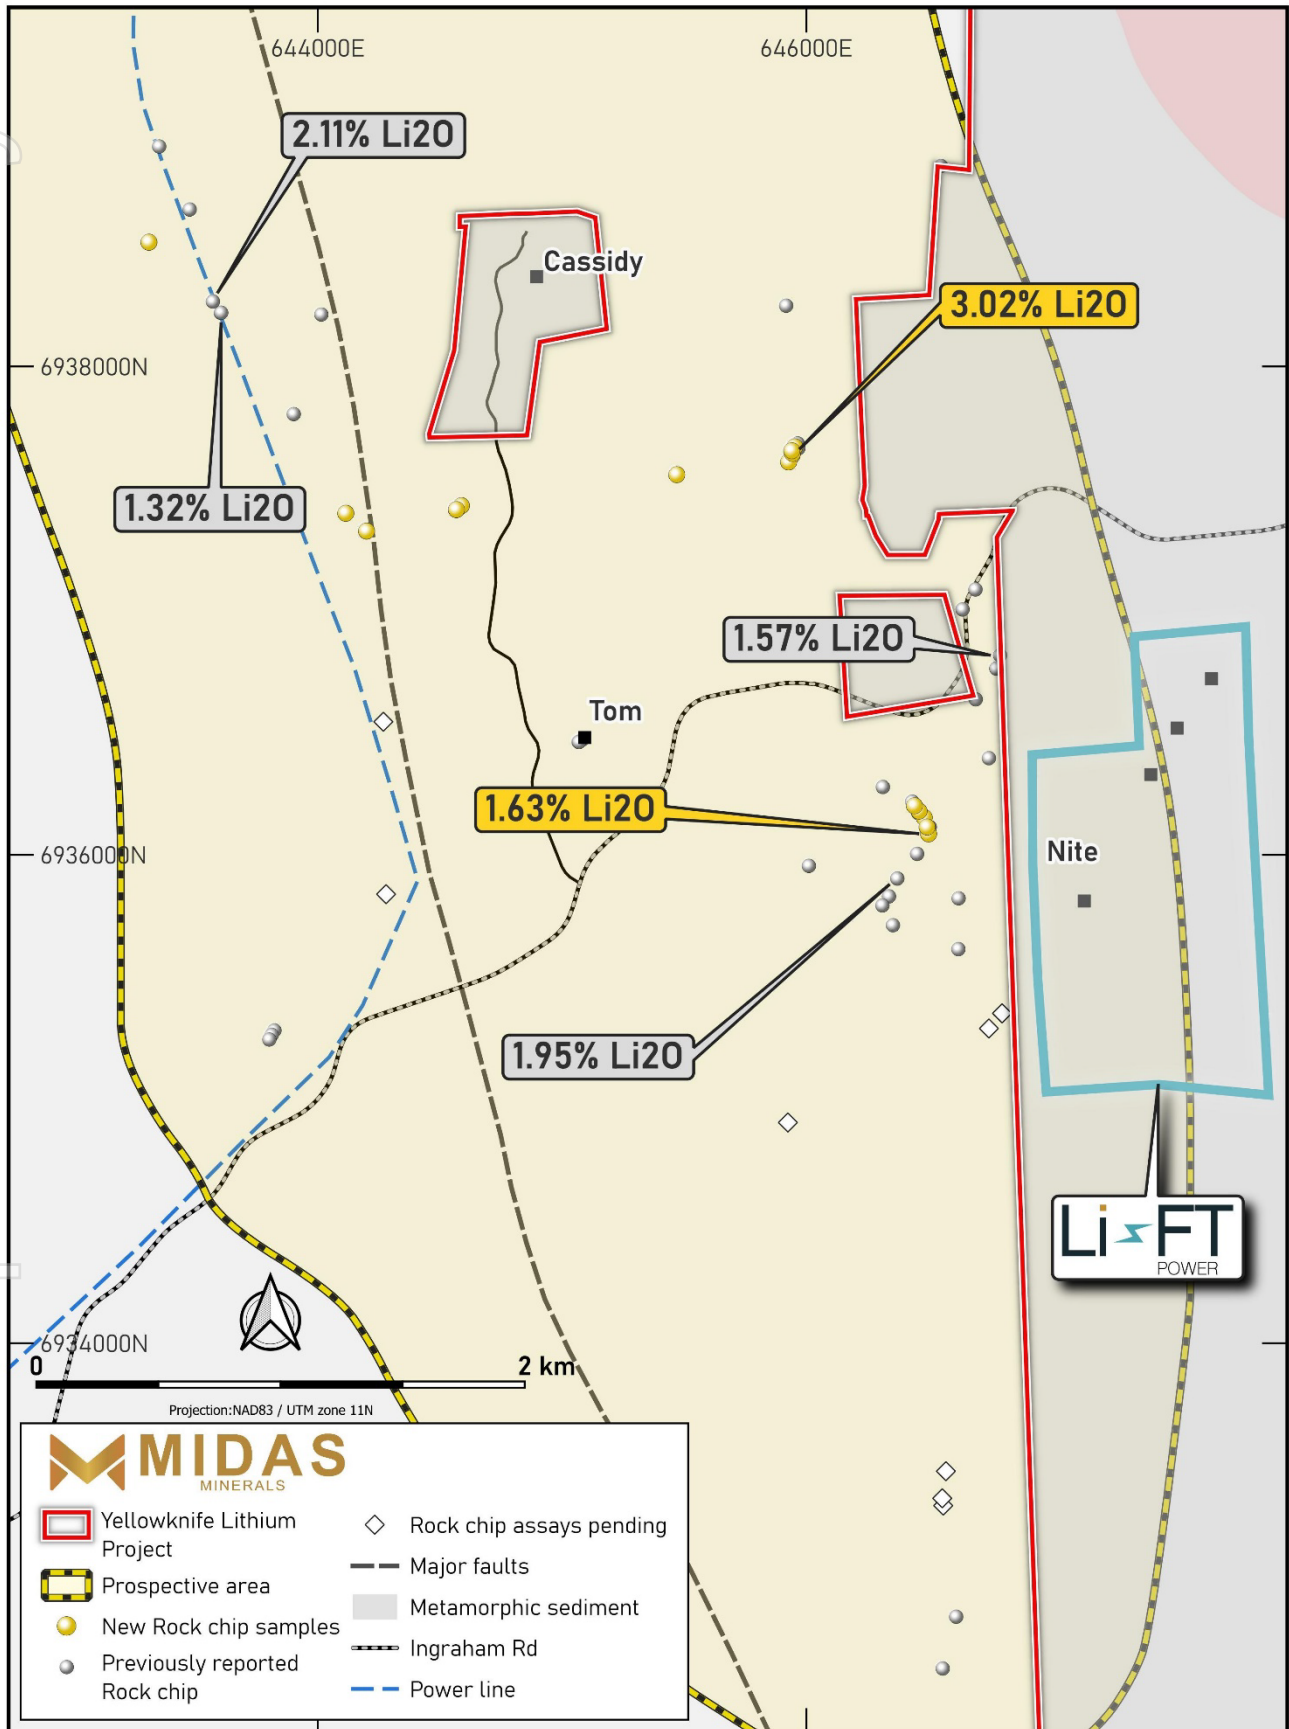 644000E
646000E
2.11% Li2O
Cassidy
3.02% Li2O
6938000N
1.32% Li2O
1.57% Li2O
Tom
1.63% Li2O
6936000N
Nite
1.95% Li2O
Li FT
POWER
6934000N
0
2 km
Projection:NAD83 / UTM zone 11N
MIDAS
MINERALS
Yellowknife Lithium
Project
Prospective area
New Rock chip samples
Previously reported
Rock chip
Rock chip assays pending
Major faults
Metamorphic sediment
Ingraham Rd
Power line